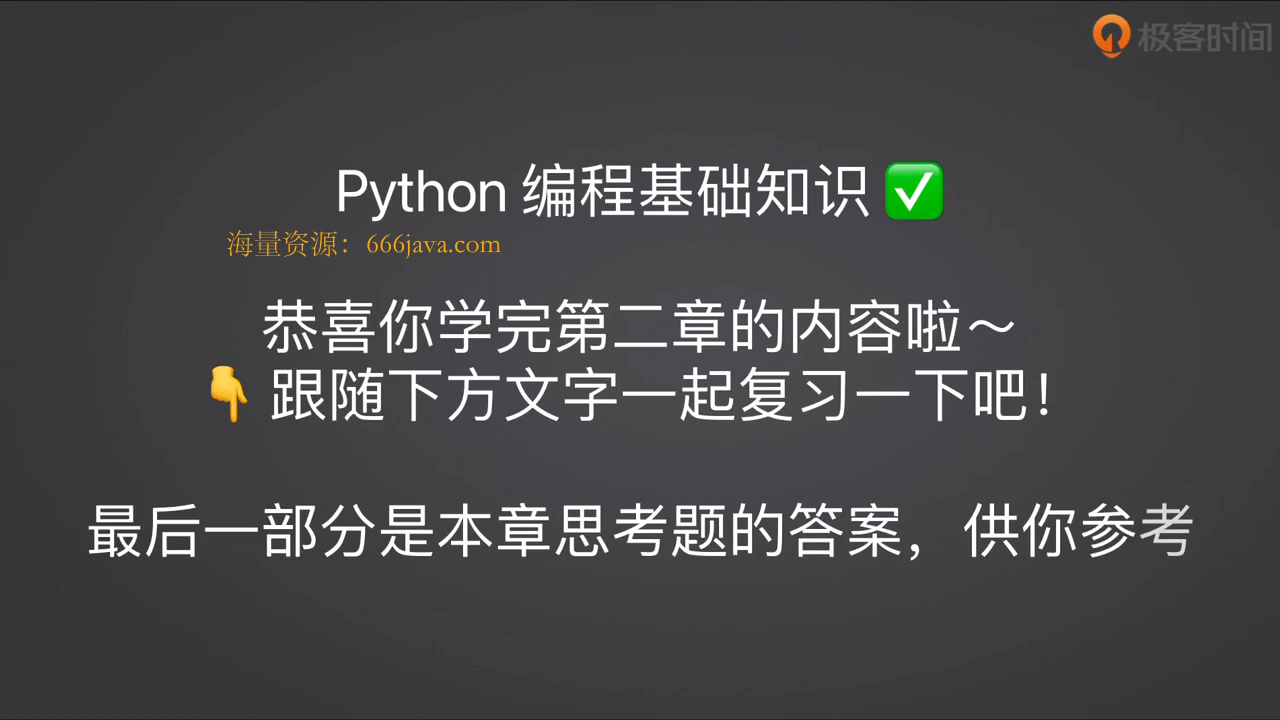 极客时间
Python 编程基础知识 ✅
海量资源：666java.com
恭喜你学完第二章的内容啦～
👇 跟随下方文字一起复习一下吧！
最后一部分是本章思考题的答案，供你参考